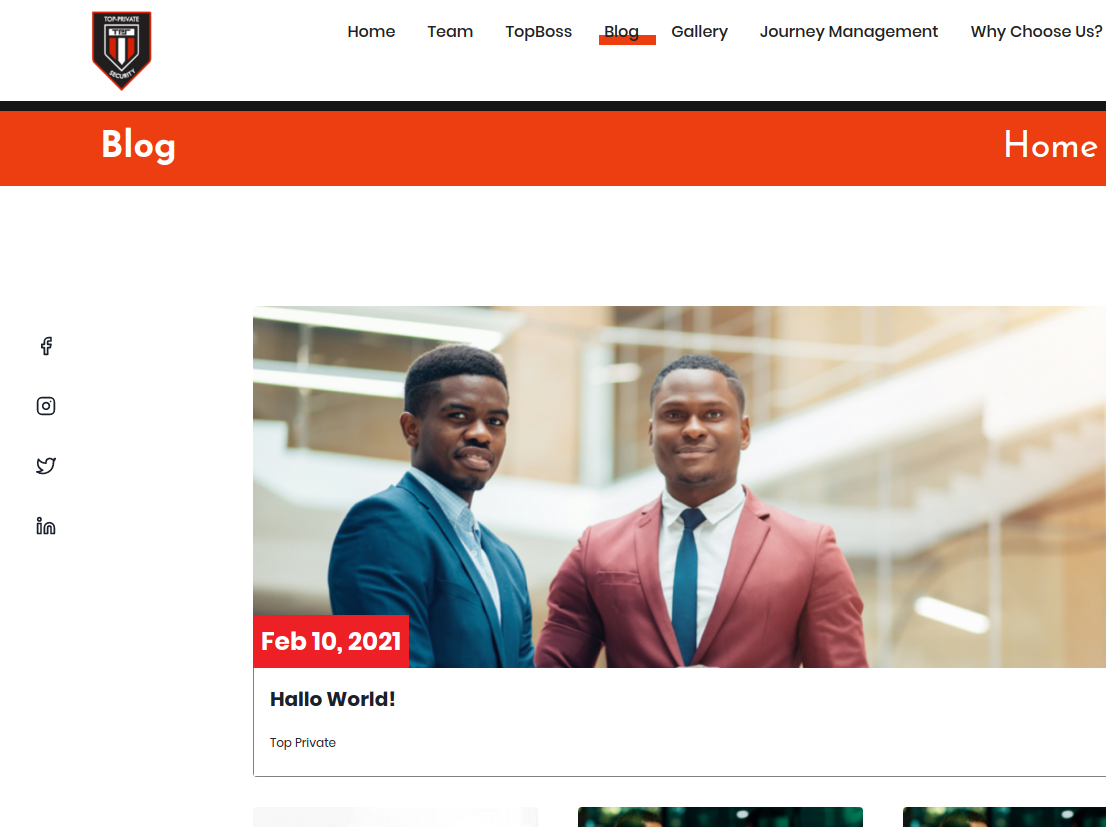 TOP-PRIVATE
TPS
SECURITY
Home Team TopBoss Blog Gallery Journey Management Why Choose Us?
Blog Home
Feb 10, 2021
Hallo World!
Top Private